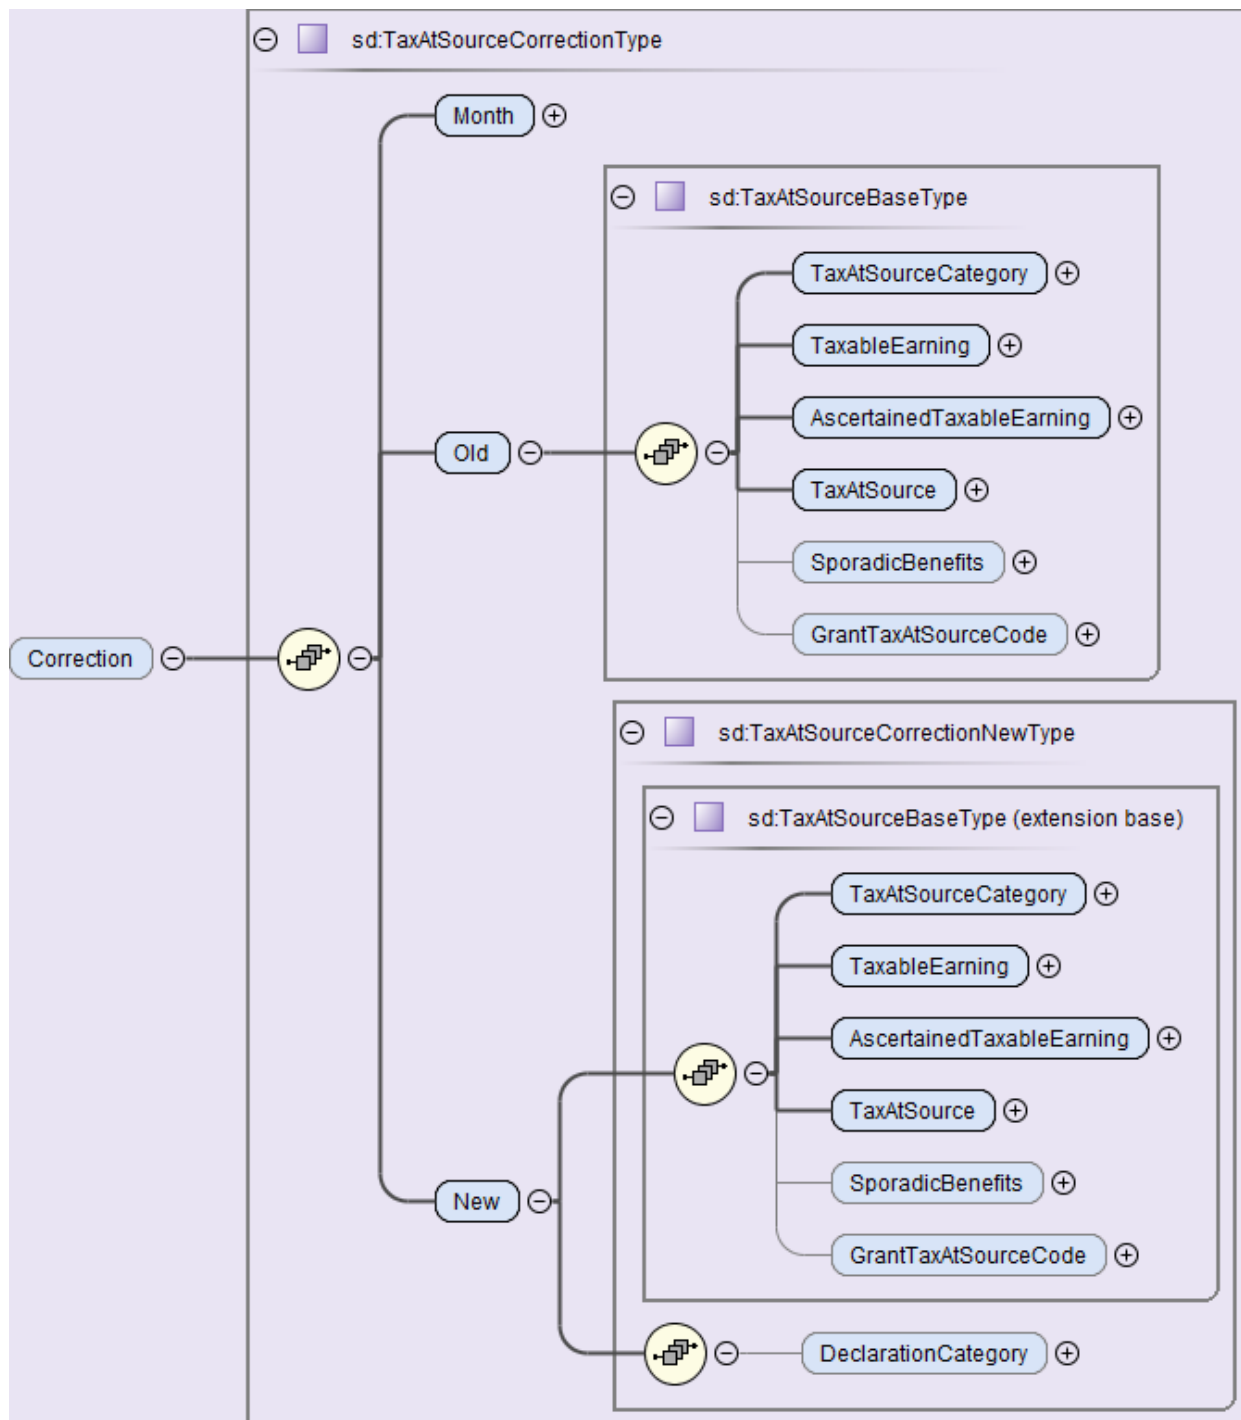 sd:TaxAtSourceCorrectionType
Month
sd:TaxAtSourceBaseType
TaxAtSourceCategory
TaxableEarning
AscertainedTaxableEarning
Old
TaxAtSource
SporadicBenefits
GrantTaxAtSourceCode
Correction
sd:TaxAtSourceCorrectionNewType
sd:TaxAtSourceBaseType (extension base)
TaxAtSourceCategory
TaxableEarning
AscertainedTaxableEarning
TaxAtSource
SporadicBenefits
New
GrantTaxAtSourceCode
DeclarationCategory